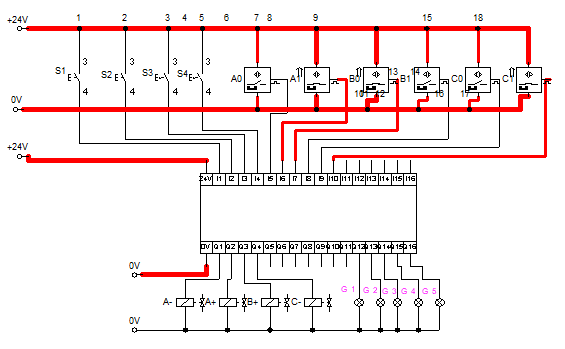 1 2 3 4 5 7 8 9 15 18
+24V
3 3 3 3
S1 S2 S3 S4 A0 A1 B0 13 B1 14 C0 C1
4 4 4 4 10 11 12 16 17
0V
+24V
24V I1 I2 I3 I4 I5 I6 I7 I8 I9 I10 I11 I12 I13 I14 I15 I16
0V Q1 Q2 Q3 Q4 Q5 Q6 Q7 Q8 Q9 Q10 Q11 Q12 Q13 Q14 Q15 Q16
0V
G 1 G 2 G 3 G 4 G 5
A- A+ B+ C-
0V